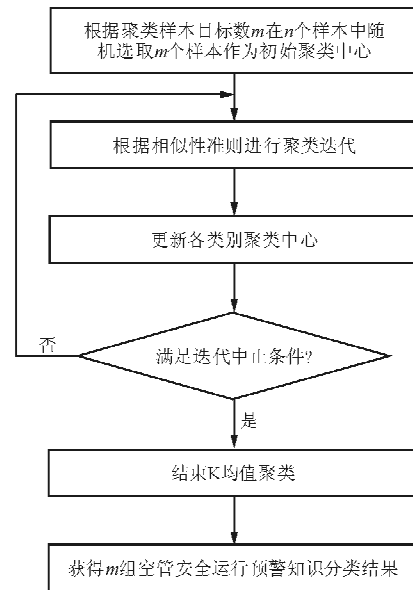 根据聚类样本目标数m在n个样本中随
机选取m个样本作为初始聚类中心
根据相似性准则进行聚类迭代
更新各类别聚类中心
满足迭代中止条件?
否
是
结束K均值聚类
获得m组空管安全运行预警知识分类结果